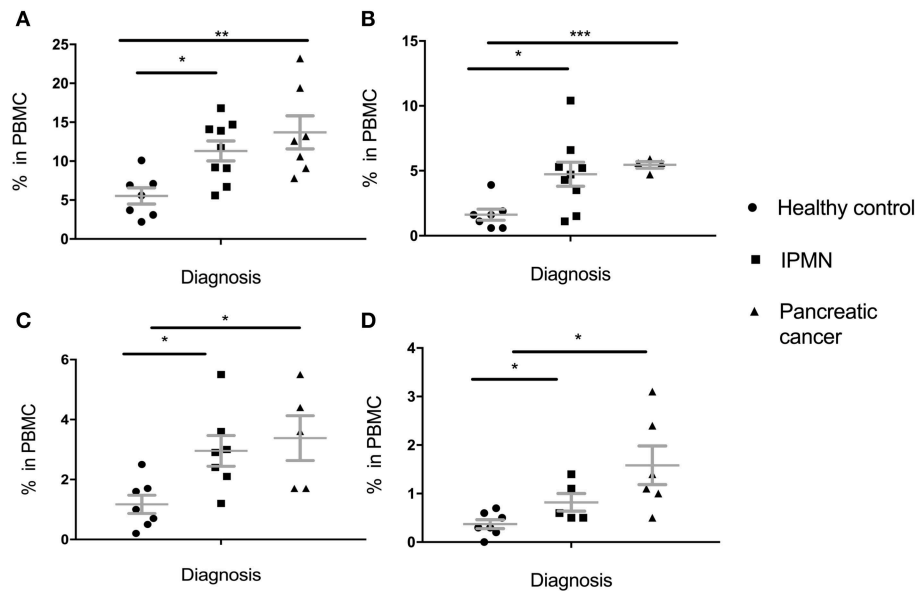 A
B
**
***
*
*
25
20
15
10
5
0
% in PBMC
Diagnosis
15
10
5
0
% in PBMC
Diagnosis
Healthy control
IPMN
Pancreatic
cancer
C
D
*
*
*
*
6
4
2
0
% in PBMC
Diagnosis
4
3
2
1
0
% in PBMC
Diagnosis